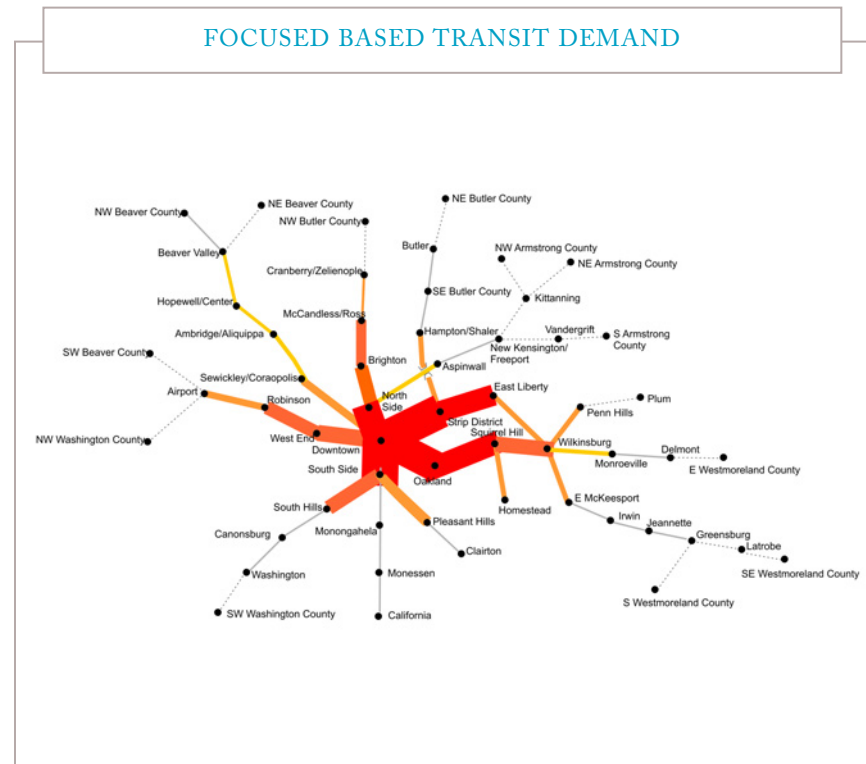 FOCUSED BASED TRANSIT DEMAND
NE Butler County
NE Beaver County
NW Beaver County
NW Butler County
Butler
NW Armstrong County
Beaver Valley
NE Armstrong County
Cranberry/Zelienople
SE Butler County
Kittanning
Hopewell/Center
McCandless/Ross
Ambridge/Aliquippa
Hampton/Shaler
Vandergrift
S Armstrong
County
New Kensington/
Freeport
SW Beaver County
Brighton
Aspinwall
Sewickley/Coraopolis
East Liberty
Airport
North
Side
Robinson
Plum
Penn Hills
Strip District
West End
Squirrel Hill
NW Washington County
Downtown
Wilkinsburg
Delmont
Monroeville
E Westmoreland County
South Side
Oakland
South Hills
Homestead
E McKeesport
Irwin
Pleasant Hills
Jeannette
Canonsburg
Monongahela
Greensburg
Clairton
Latrobe
Washington
Monessen
SE Westmoreland County
SW Washington County
California
S Westmoreland County